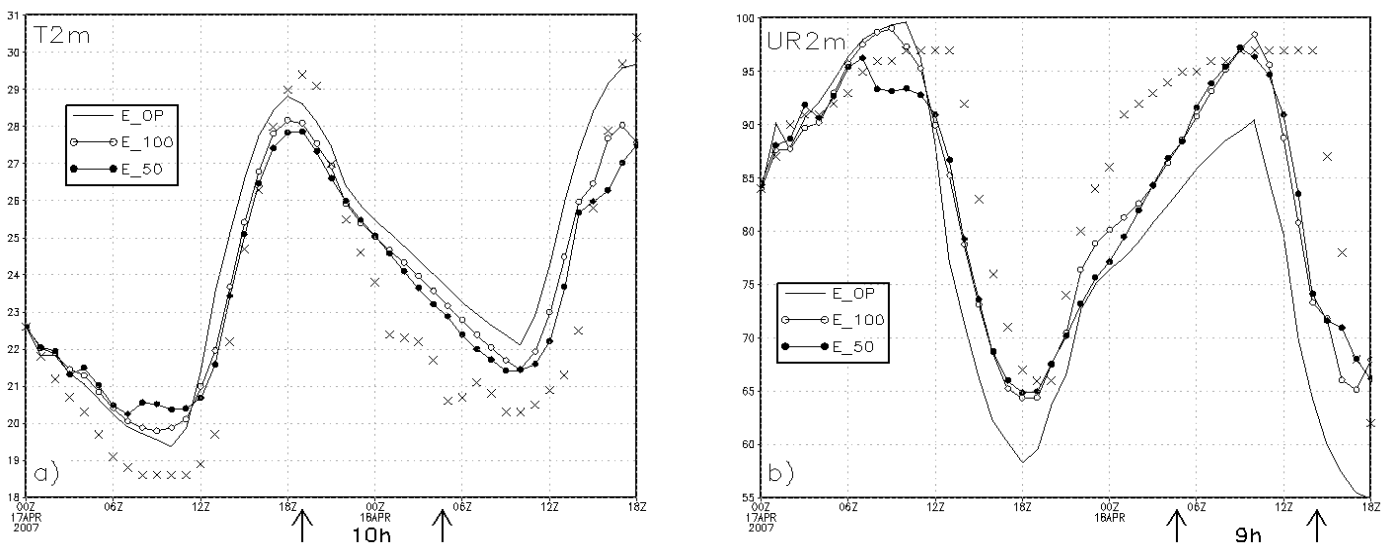 T2m
31
30
29
28
27
26
25
24
23
22
21
20
19
18
E_OP
E_100
E_50
a)
00Z 06Z 12Z 18Z 00Z 06Z 12Z 18Z
17APR 18APR
2007
10h
UR2m
100
95
90
85
80
75
70
65
60
55
E_OP
E_100
E_50
b)
00Z 06Z 12Z 18Z 00Z 06Z 12Z 18Z
17APR 18APR
2007
9h